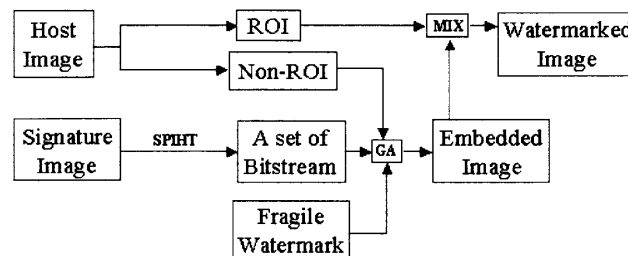 Host
Image
ROI
MIX
Watermarked
Image
Non-ROI
Signature
Image
SPIHT
A set of
Bitstream
GA
Embedded
Image
Fragile
Watermark